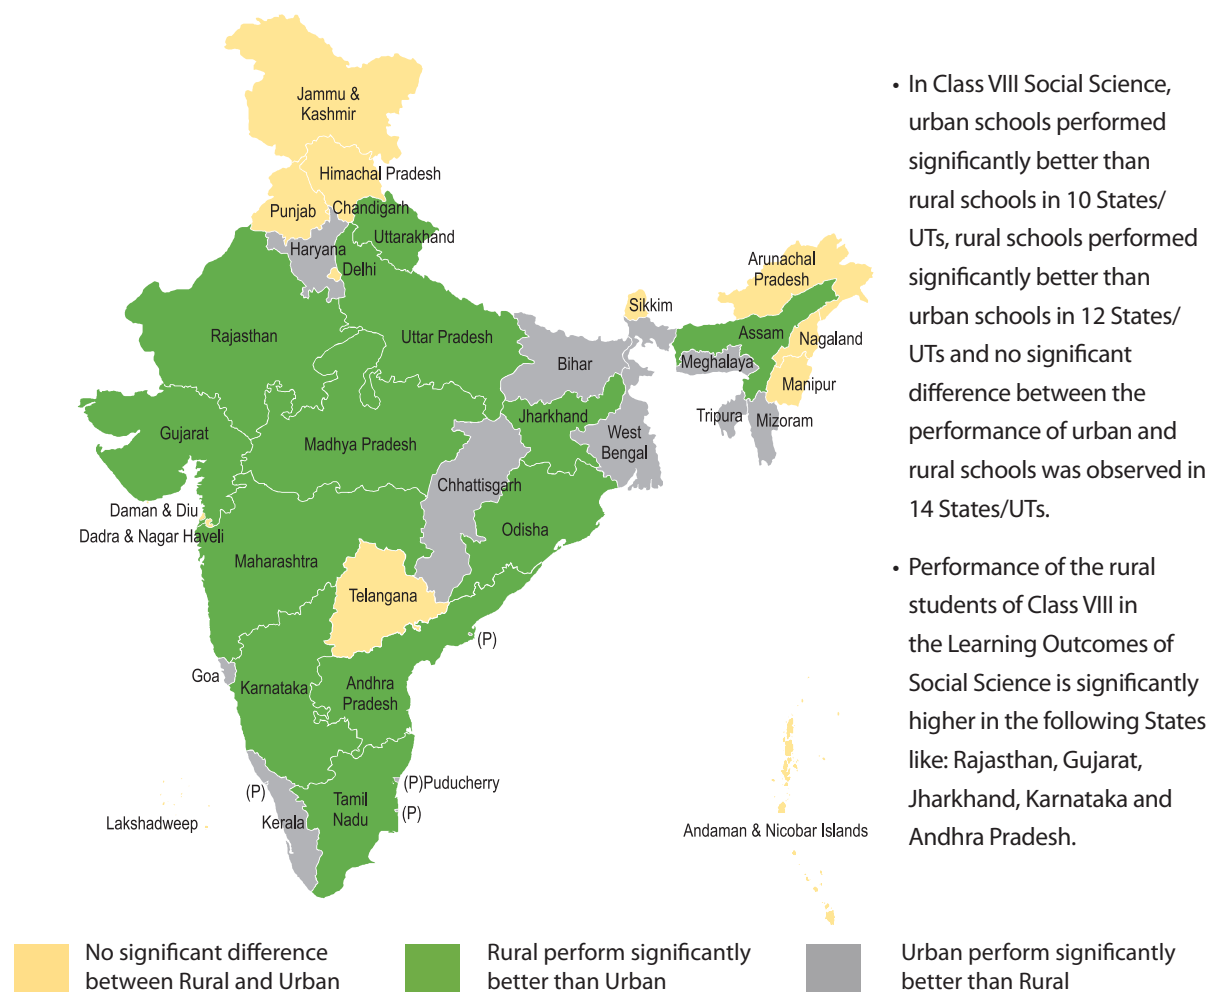 Jammu &
Kashmir
Himachal Pradesh
Punjab
Chandigarh
Uttarakhand
Haryana
Delhi
Arunachal
Pradesh
Sikkim
Rajasthan
Uttar Pradesh
Assam
Nagaland
Bihar
Meghalaya
Manipur
Jharkhand
Tripura
Mizoram
Gujarat
Madhya Pradesh
West
Bengal
Chhattisgarh
Daman & Diu
Dadra & Nagar Haveli
Odisha
Maharashtra
Telangana
(P)
Goa
Karnataka
Andhra
Pradesh
(P)Puducherry
(P)
Tamil
Nadu
(P)
Lakshadweep
Kerala
Andaman & Nicobar Islands
• In Class VIII Social Science,
urban schools performed
significantly better than
rural schools in 10 States/
UTs, rural schools performed
significantly better than
urban schools in 12 States/
UTs and no significant
difference between the
performance of urban and
rural schools was observed in
14 States/UTs.
• Performance of the rural
students of Class VIII in
the Learning Outcomes of
Social Science is significantly
higher in the following States
like: Rajasthan, Gujarat,
Jharkhand, Karnataka and
Andhra Pradesh.
No significant difference
between Rural and Urban
Rural perform significantly
better than Urban
Urban perform significantly
better than Rural